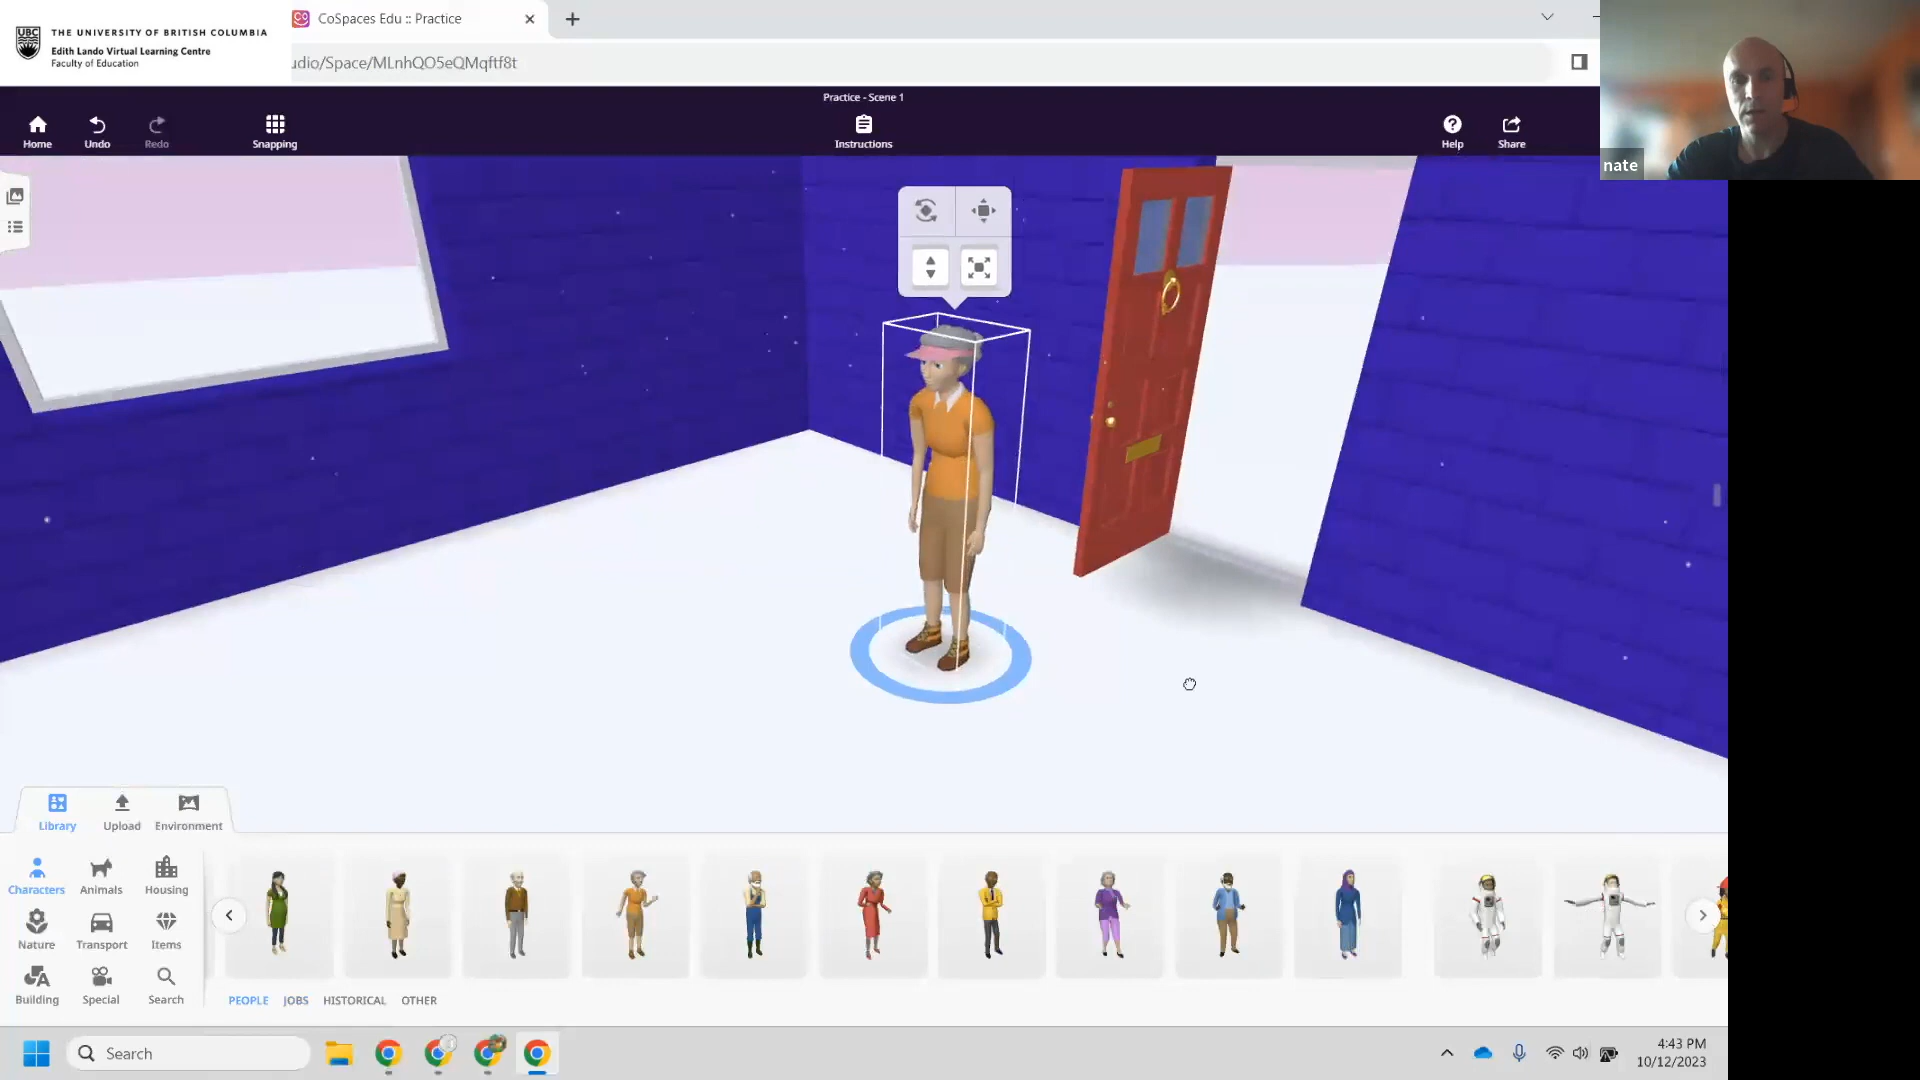 UBC
THE UNIVERSITY OF BRITISH COLUMBIA
Edith Lando Virtual Learning Centre
Faculty of Education
CoSpaces Edu :: Practice
udio/Space/MLnhQO5eQMqftf8t
nate
Practice - Scene 1
Home
Undo
Redo
Snapping
Instructions
Help
Share
Library
Upload
Environment
Characters
Animals
Housing
Nature
Transport
Items
Building
Special
Search
PEOPLE
JOBS
HISTORICAL
OTHER
Search
4:43 PM
10/12/2023